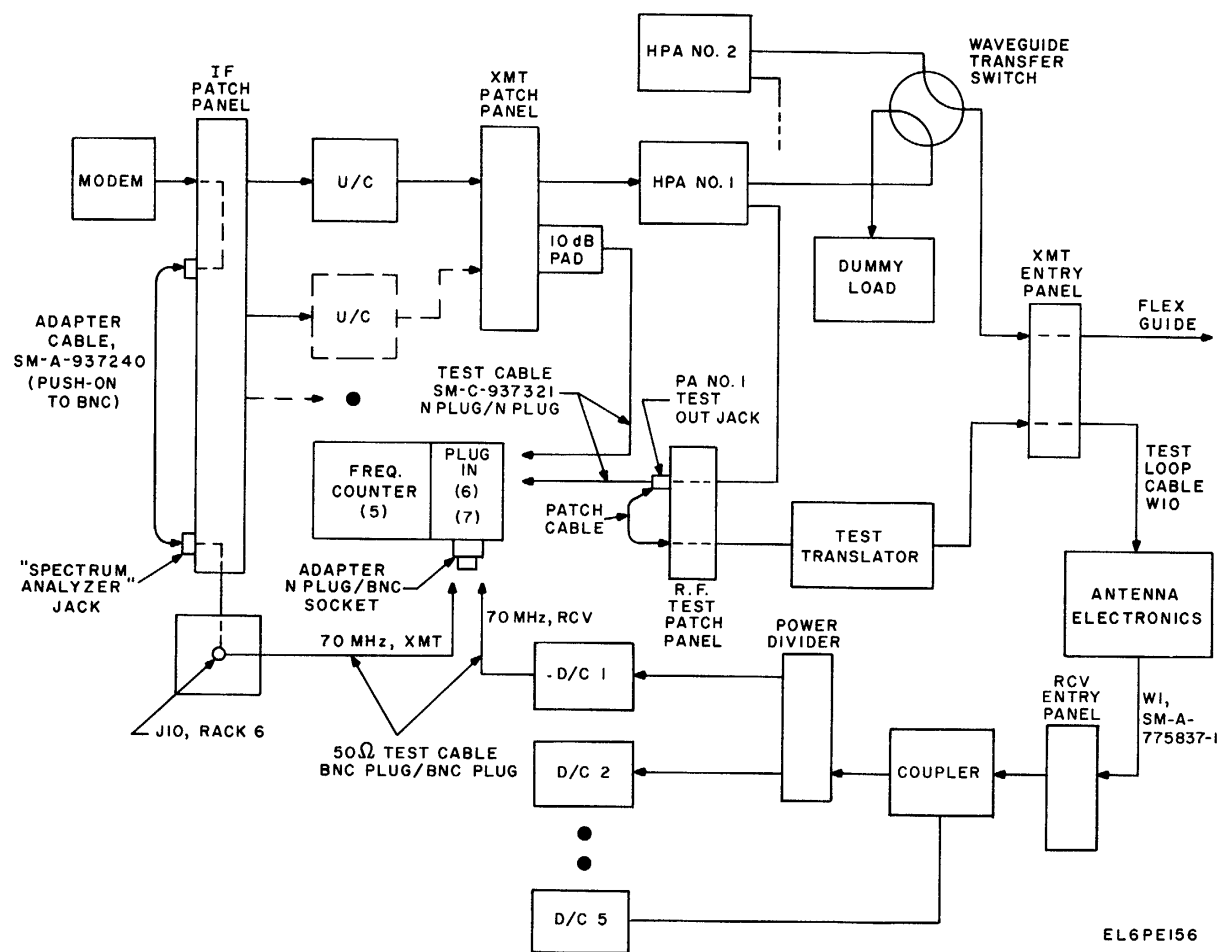 HPA NO. 2
WAVEGUIDE
TRANSFER
SWITCH
IF
PATCH
PANEL
XMT
PATCH
PANEL
MODEM
U/C
HPA NO. 1
10 dB
PAD
DUMMY
LOAD
XMT
ENTRY
PANEL
FLEX
GUIDE
U/C
ADAPTER
CABLE,
SM-A-937240
(PUSH-ON
TO BNC)
TEST CABLE
SM-C-937321
N PLUG/N PLUG
PA NO. 1
TEST
OUT JACK
FREQ.
COUNTER
(5)
PLUG
IN
(6)
(7)
PATCH
CABLE
TEST
TRANSLATOR
TEST
LOOP
CABLE
W10
"SPECTRUM
ANALYZER"
JACK
ADAPTER
N PLUG/BNC
SOCKET
R.F.
TEST
PATCH
PANEL
ANTENNA
ELECTRONICS
70 MHz, XMT
70 MHz, RCV
POWER
DIVIDER
D/C 1
RCV
ENTRY
PANEL
W1,
SM-A-
775837-1
J10, RACK 6
50Ω TEST CABLE
BNC PLUG/BNC PLUG
D/C 2
COUPLER
D/C 5
EL6PE156